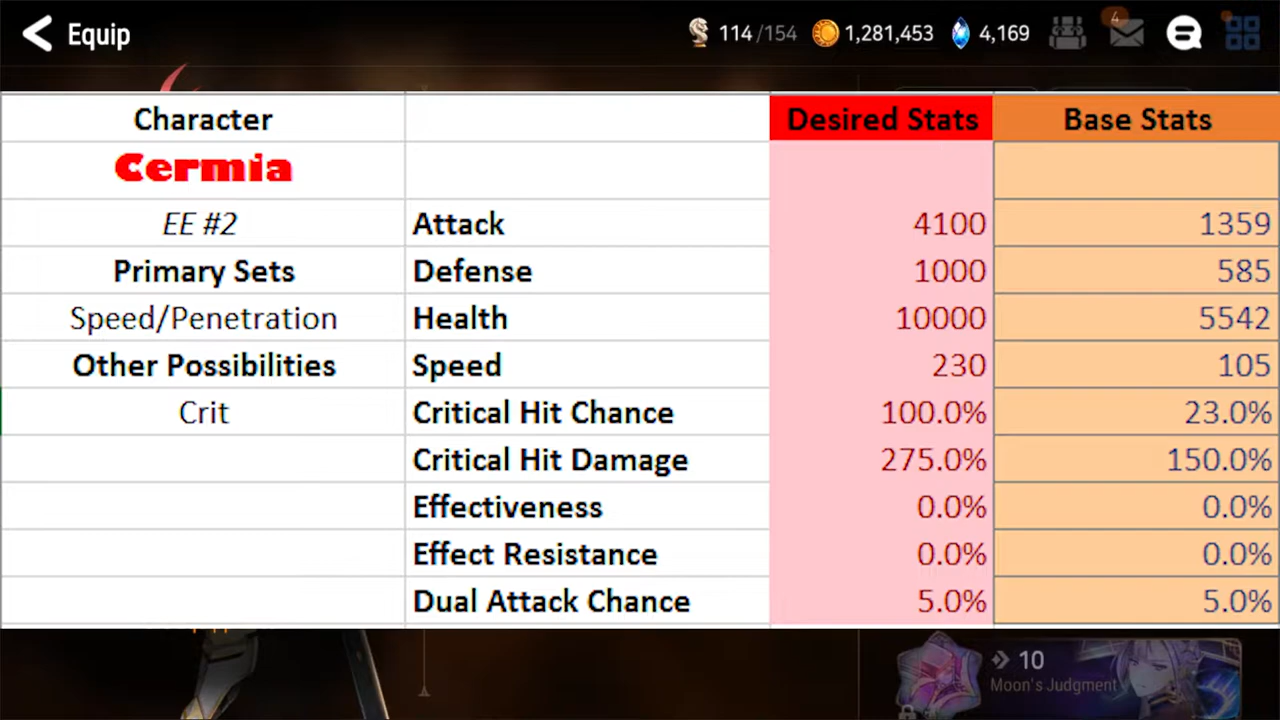 Equip 114/154 1,281,453 4,169 4
Character Desired Stats Base Stats
Cermia
EE #2 Attack 4100 1359
Primary Sets Defense 1000 585
Speed/Penetration Health 10000 5542
Other Possibilities Speed 230 105
Crit Critical Hit Chance 100.0% 23.0%
Critical Hit Damage 275.0% 150.0%
Effectiveness 0.0% 0.0%
Effect Resistance 0.0% 0.0%
Dual Attack Chance 5.0% 5.0%
10
Moon's Judgment